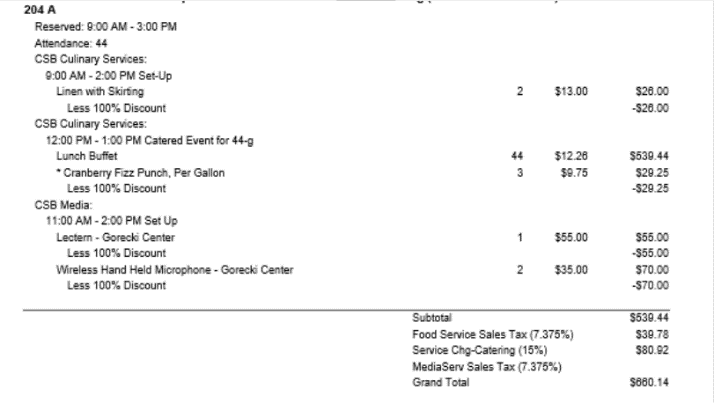 204 A
Reserved: 9:00 AM - 3:00 PM
Attendance: 44
CSB Culinary Services:
9:00 AM - 2:00 PM Set-Up
Linen with Skirting 2 $13.00 $26.00
Less 100% Discount -$26.00
CSB Culinary Services:
12:00 PM - 1:00 PM Catered Event for 44-g
Lunch Buffet 44 $12.26 $539.44
* Cranberry Fizz Punch, Per Gallon 3 $9.75 $29.25
Less 100% Discount -$29.25
CSB Media:
11:00 AM - 2:00 PM Set Up
Lectern - Gorecki Center 1 $55.00 $55.00
Less 100% Discount -$55.00
Wireless Hand Held Microphone - Gorecki Center 2 $35.00 $70.00
Less 100% Discount -$70.00
Subtotal $539.44
Food Service Sales Tax (7.375%) $39.78
Service Chg-Catering (15%) $80.92
MediaServ Sales Tax (7.375%)
Grand Total $660.14